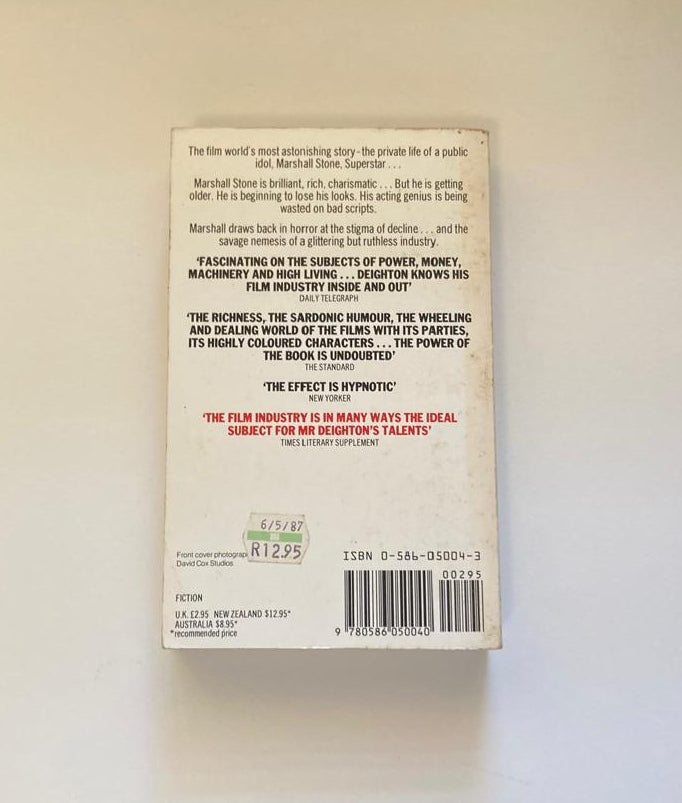 The film world's most astonishing story-the private life of a public
idol, Marshall Stone, Superstar...
Marshall Stone is brilliant, rich, charismatic... But he is getting
older. He is beginning to lose his looks. His acting genius is being
wasted on bad scripts.
Marshall draws back in horror at the stigma of decline... and the
savage nemesis of a glittering but ruthless industry.
'FASCINATING ON THE SUBJECTS OF POWER, MONEY,
MACHINERY AND HIGH LIVING... DEIGHTON KNOWS HIS
FILM INDUSTRY INSIDE AND OUT'
DAILY TELEGRAPH
'THE RICHNESS, THE SARDONIC HUMOUR, THE WHEELING
AND DEALING WORLD OF THE FILMS WITH ITS PARTIES,
ITS HIGHLY COLOURED CHARACTERS... THE POWER OF
THE BOOK IS UNDOUBTED'
THE STANDARD
'THE EFFECT IS HYPNOTIC'
NEW YORKER
'THE FILM INDUSTRY IS IN MANY WAYS THE IDEAL
SUBJECT FOR MR DEIGHTON'S TALENTS'
TIMES LITERARY SUPPLEMENT
6/5/87
R12.95
Front cover photograp
David Cox Studios
FICTION
U.K. £2.95 NEW ZEALAND $12.95*
AUSTRALIA $8.95*
*recommended price
ISBN 0-586-05004-3
00295
9 780586 050040